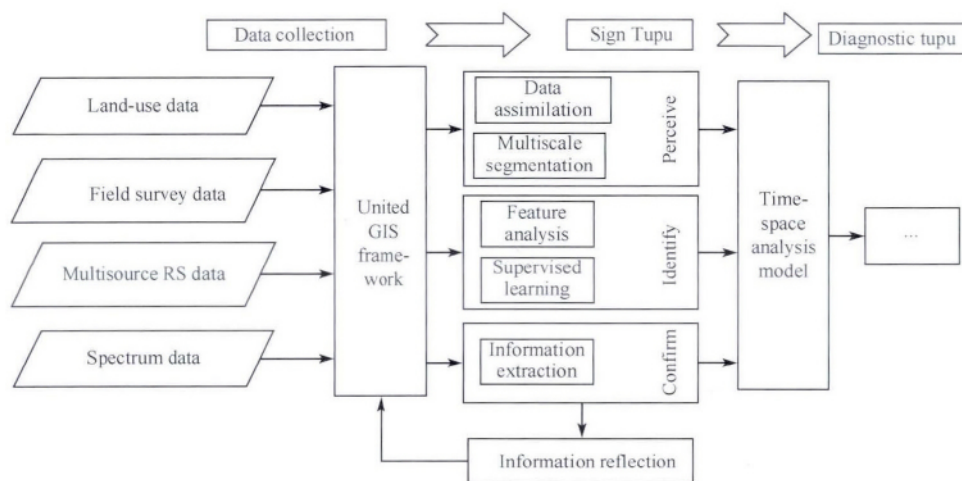 Data collection
Sign Tupu
Diagnostic tupu
Land-use data
Field survey data
Multisource RS data
Spectrum data
United
GIS
frame-
work
Data
assimilation
Multiscale
segmentation
Perceive
Feature
analysis
Supervised
learning
Identify
Information
extraction
Confirm
Information reflection
Time-
space
analysis
model
...